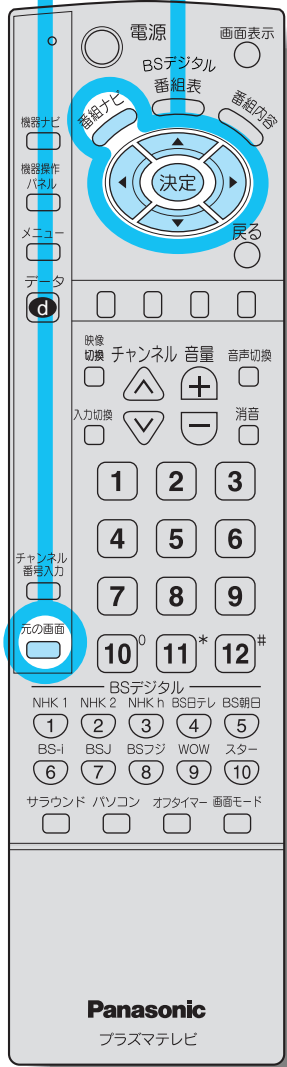 電源
画面表示
BSデジタル
番組表
番組ナビ
番組内容
機器ナビ
決定
機器操作
パネル
メニュー
戻る
データ
d
映像
切換
チャンネル
音量
音声切換
入力切換
消音
1
2
3
4
5
6
チャンネル
番号入力
7
8
9
元の画面
10 0
11 *
12 #
BSデジタル
NHK 1 NHK 2 NHK h BS日テレ BS朝日
1 2 3 4 5
BS-i BSJ BSフジ WOW スター
6 7 8 9 10
サラウンド パソコン オフタイマー 画面モード
Panasonic
プラズマテレビ